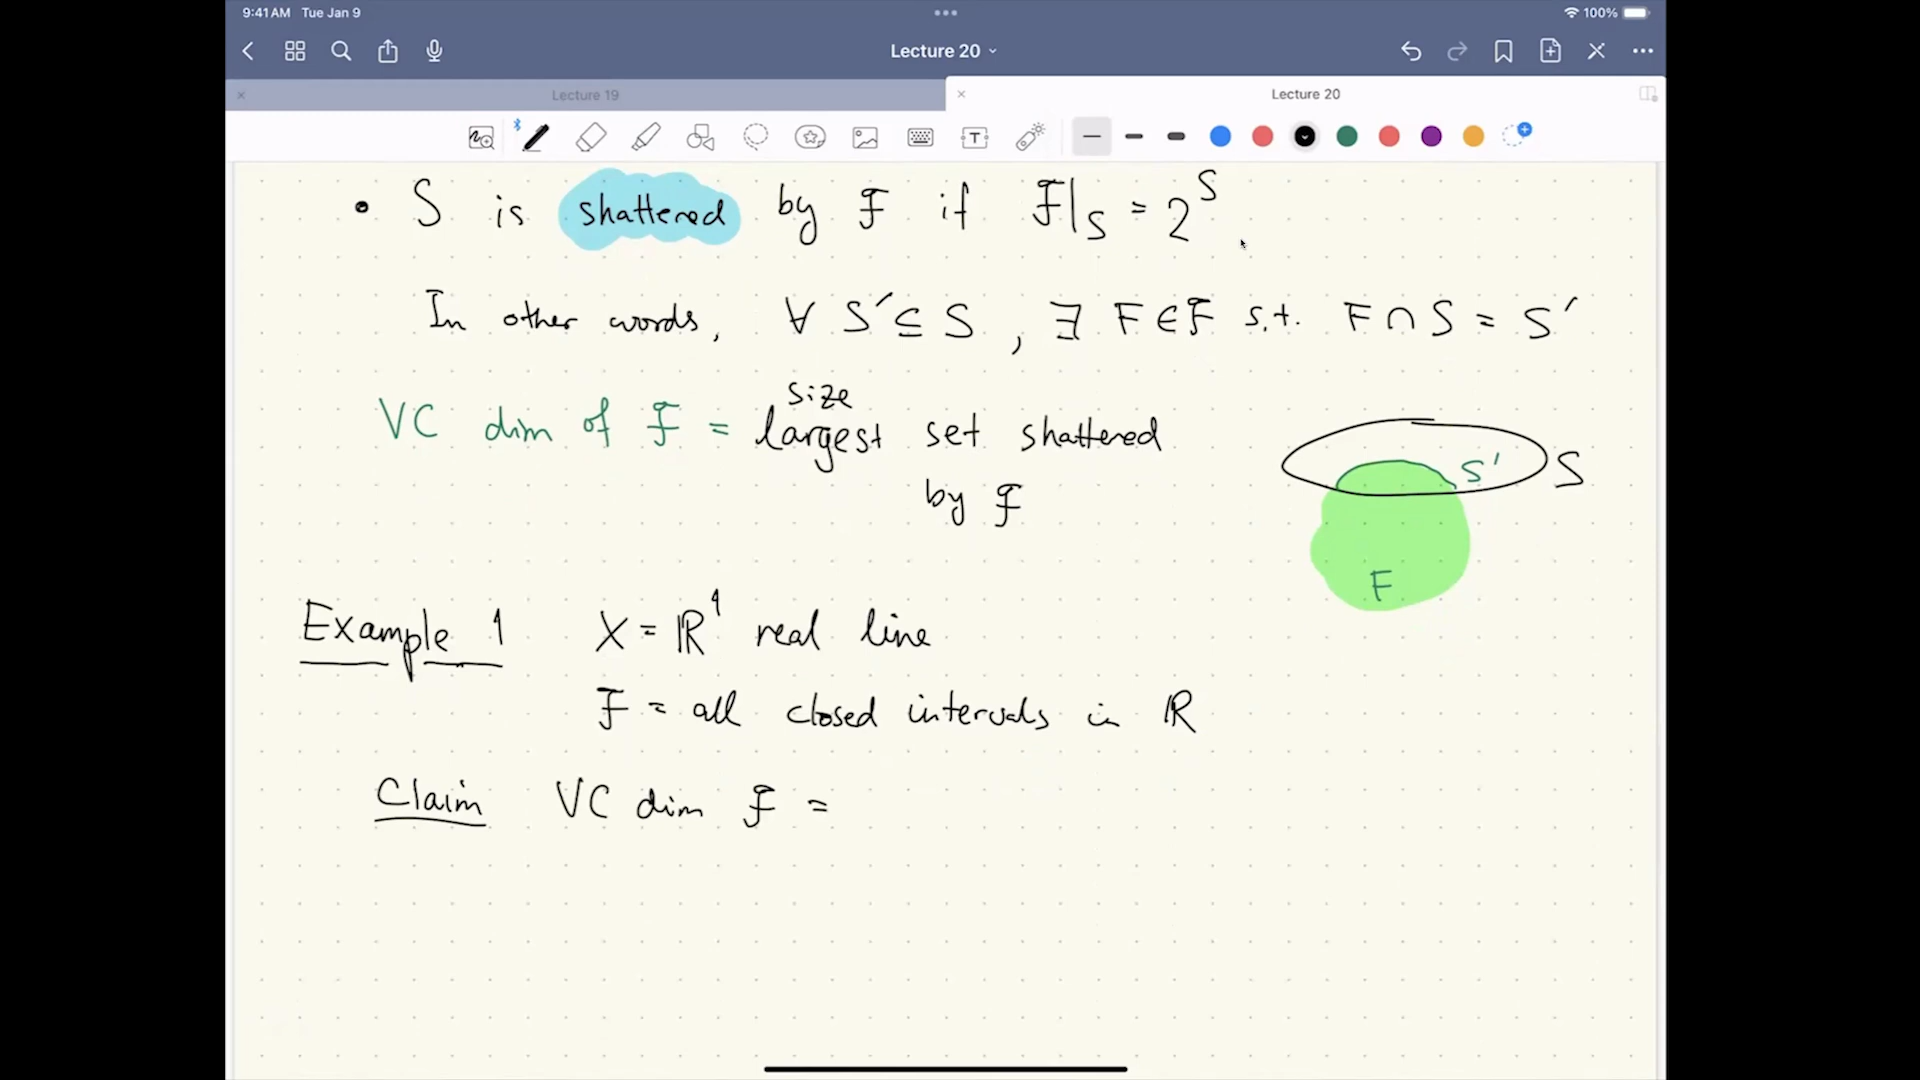 9:41 AM Tue Jan 9
100%
Lecture 20
Lecture 19
Lecture 20
• S is shattered by F if F|S = 2^S.
In other words, ∀ S' ⊆ S, ∃ F ∈ F s.t. F ∩ S = S'
size
VC dim of F = largest set shattered
by F
S'
S
F
Example 1 X = ℝ^1 real line
F = all closed intervals in ℝ
Claim VC dim F =